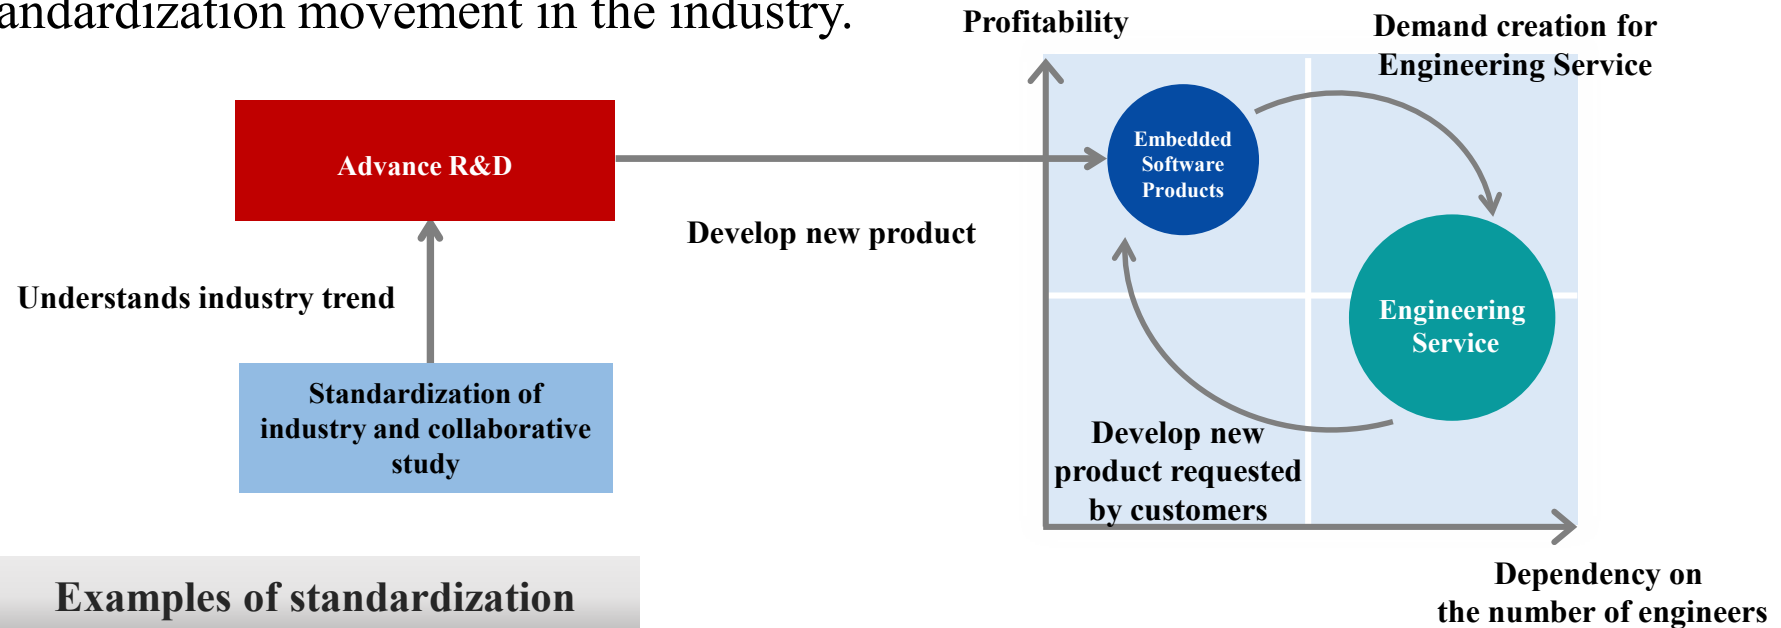 andardization movement in the industry.
Profitability
Demand creation for
Engineering Service
Advance R&D
Embedded
Software
Products
Develop new product
Understands industry trend
Engineering
Service
Standardization of
industry and collaborative
study
Develop new
product requested
by customers
Examples of standardization
Dependency on
the number of engineers